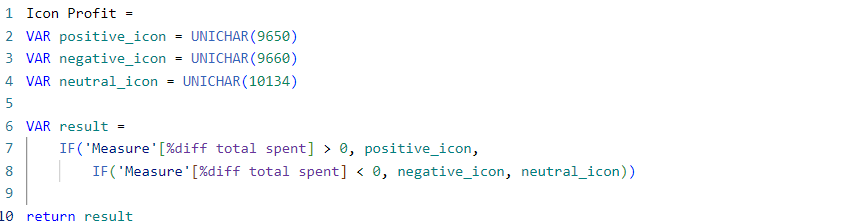 1 Icon Profit =
2 VAR positive_icon = UNICHAR(9650)
3 VAR negative_icon = UNICHAR(9660)
4 VAR neutral_icon = UNICHAR(10134)
5
6 VAR result =
7 IF('Measure'[%diff total spent] > 0, positive_icon,
8 IF('Measure'[%diff total spent] < 0, negative_icon, neutral_icon))
9
10 return result